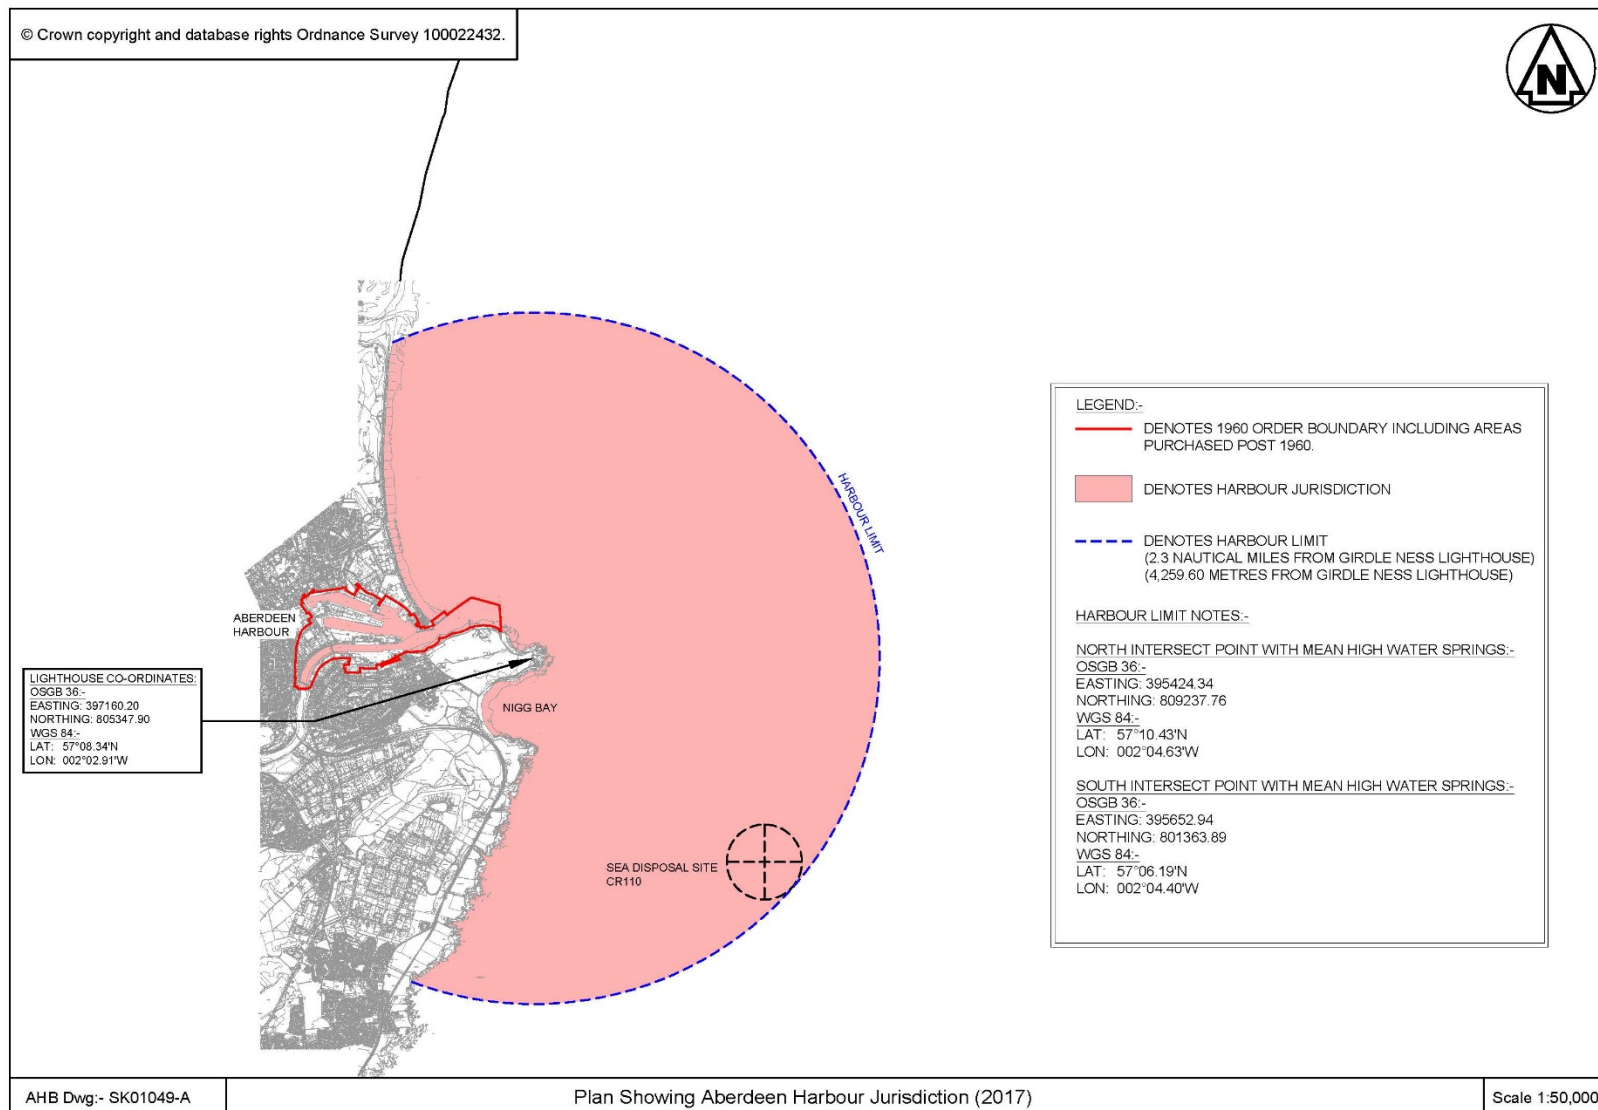 © Crown copyright and database rights Ordnance Survey 100022432.
N
HARBOUR LIMIT
ABERDEEN
HARBOUR
LIGHTHOUSE CO-ORDINATES:
OSGB 36:-
EASTING: 397160.20
NORTHING: 805347.90
WGS 84:-
LAT: 57°08.34'N
LON: 002°02.91'W
NIGG BAY
SEA DISPOSAL SITE
CR110
LEGEND:-
DENOTES 1960 ORDER BOUNDARY INCLUDING AREAS
PURCHASED POST 1960.
DENOTES HARBOUR JURISDICTION
DENOTES HARBOUR LIMIT
(2.3 NAUTICAL MILES FROM GIRDLE NESS LIGHTHOUSE)
(4,259.60 METRES FROM GIRDLE NESS LIGHTHOUSE)
HARBOUR LIMIT NOTES:-
NORTH INTERSECT POINT WITH MEAN HIGH WATER SPRINGS:-
OSGB 36:-
EASTING: 395424.34
NORTHING: 809237.76
WGS 84:-
LAT: 57°10.43'N
LON: 002°04.63'W
SOUTH INTERSECT POINT WITH MEAN HIGH WATER SPRINGS:-
OSGB 36:-
EASTING: 395652.94
NORTHING: 801363.89
WGS 84:-
LAT: 57°06.19'N
LON: 002°04.40'W
AHB Dwg:- SK01049-A
Plan Showing Aberdeen Harbour Jurisdiction (2017)
Scale 1:50,000